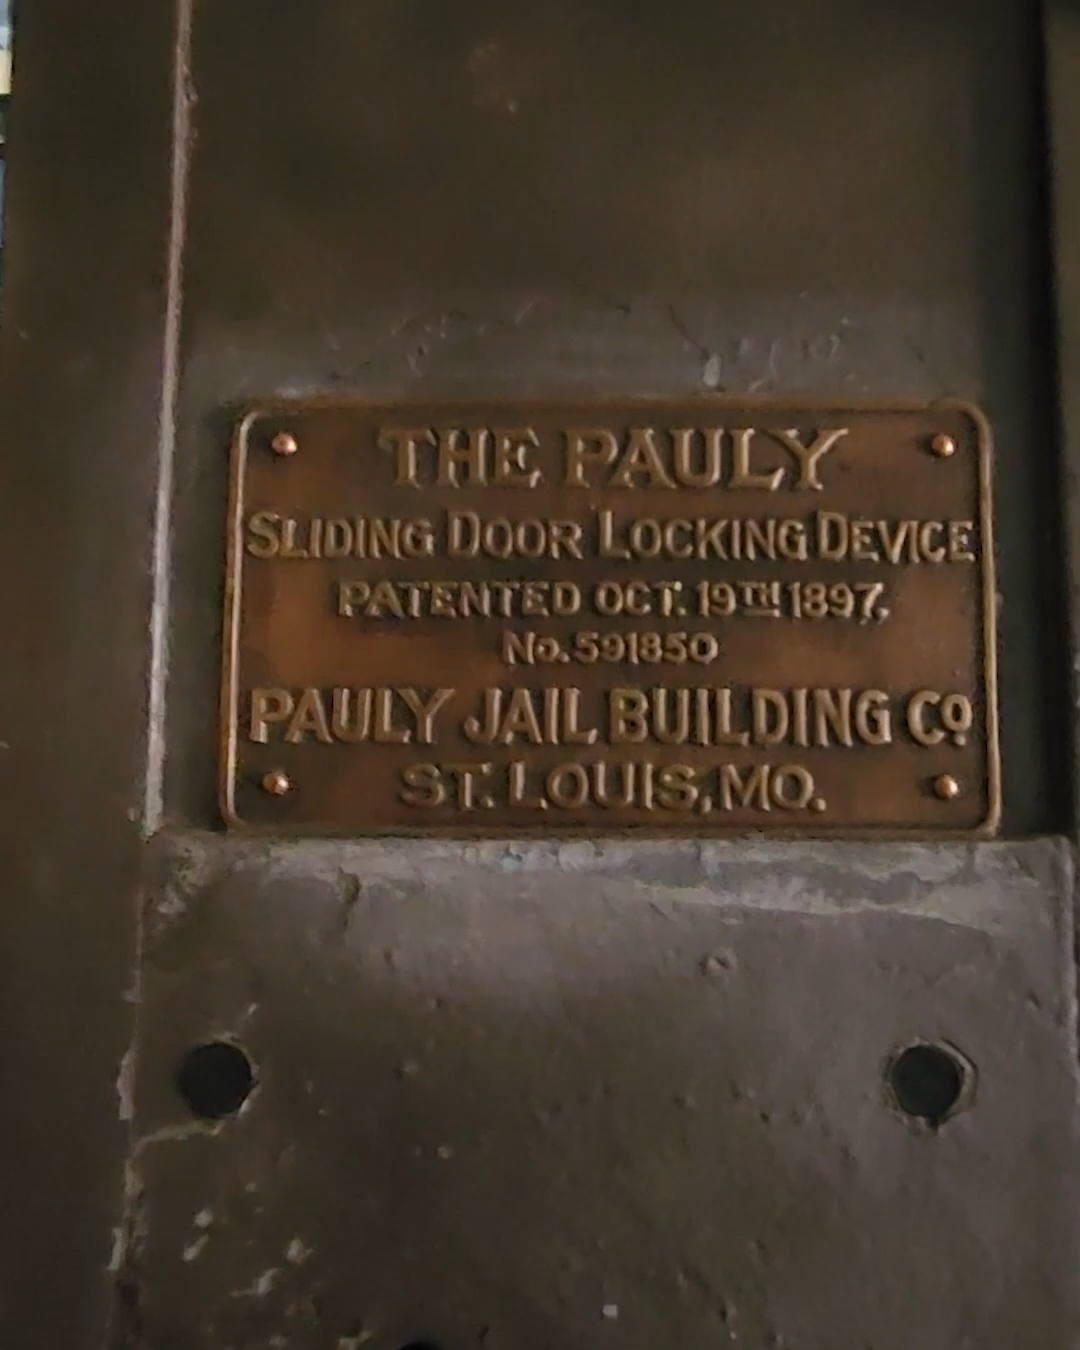 THE PAULY
SLIDING DOOR LOCKING DEVICE
PATENTED OCT. 19TH 1897,
No. 591850
PAULY JAIL BUILDING Co
ST. LOUIS, MO.